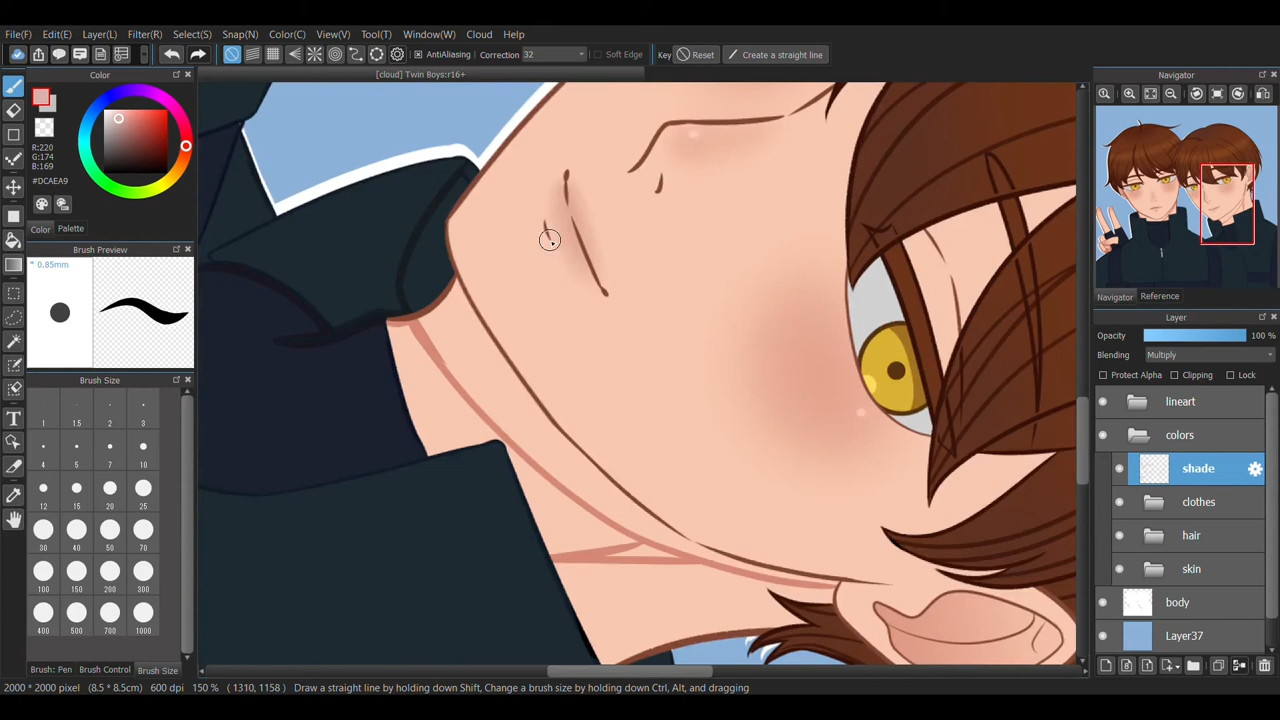 File(F) Edit(E) Layer(L) Filter(R) Select(S) Snap(N) Color(C) View(V) Tool(T) Window(W) Cloud Help
AntiAliasing Correction 32 Soft Edge Key Reset Create a straight line
Color
[cloud] Twin Boys:r16+
Navigator
R:220
G:174
B:169
#DCAEA9
Color Palette
Brush Preview
0.85mm
Brush Size
1 1.5 2 3
4 5 7 10
12 15 20 25
30 40 50 70
100 150 200 300
400 500 700 1000
Brush: Pen Brush Control Brush Size
Navigator Reference
Layer
Opacity 100 %
Blending Multiply
Protect Alpha Clipping Lock
lineart
colors
shade
clothes
hair
skin
body
Layer37
2000 * 2000 pixel (8.5 * 8.5cm) 600 dpi 150 % ( 1310, 1158 ) Draw a straight line by holding down Shift, Change a brush size by holding down Ctrl, Alt, and dragging